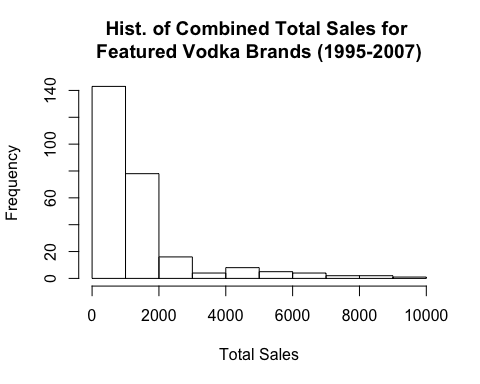 Hist. of Combined Total Sales for
Featured Vodka Brands (1995-2007)
Frequency
140
100
60
20
0
0 2000 4000 6000 8000 10000
Total Sales